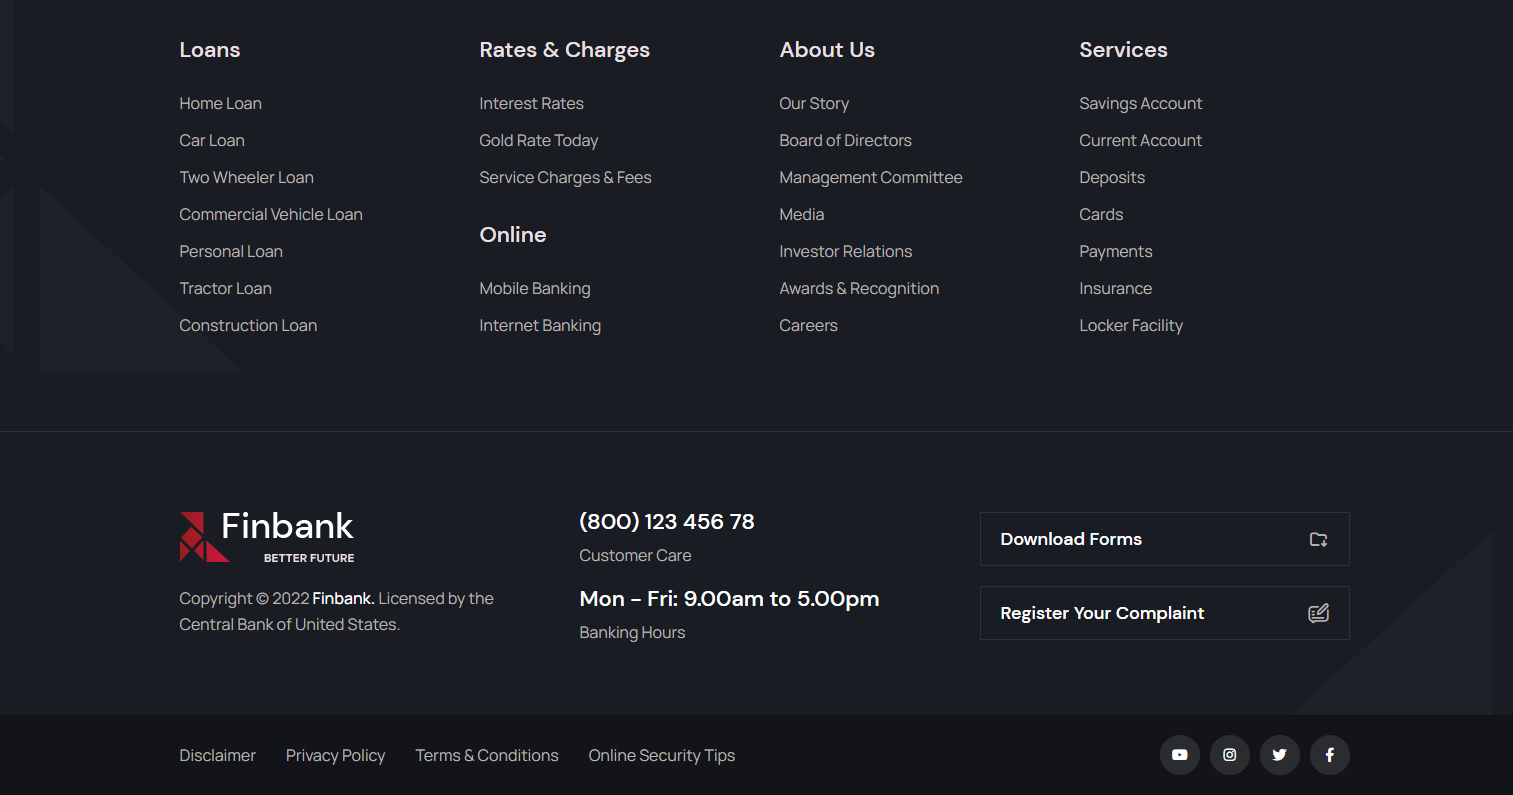 Loans
Home Loan
Car Loan
Two Wheeler Loan
Commercial Vehicle Loan
Personal Loan
Tractor Loan
Construction Loan
Rates & Charges
Interest Rates
Gold Rate Today
Service Charges & Fees
Online
Mobile Banking
Internet Banking
About Us
Our Story
Board of Directors
Management Committee
Media
Investor Relations
Awards & Recognition
Careers
Services
Savings Account
Current Account
Deposits
Cards
Payments
Insurance
Locker Facility
Finbank
BETTER FUTURE
Copyright © 2022 Finbank. Licensed by the
Central Bank of United States.
(800) 123 456 78
Customer Care
Mon - Fri: 9.00am to 5.00pm
Banking Hours
Download Forms
Register Your Complaint
Disclaimer
Privacy Policy
Terms & Conditions
Online Security Tips